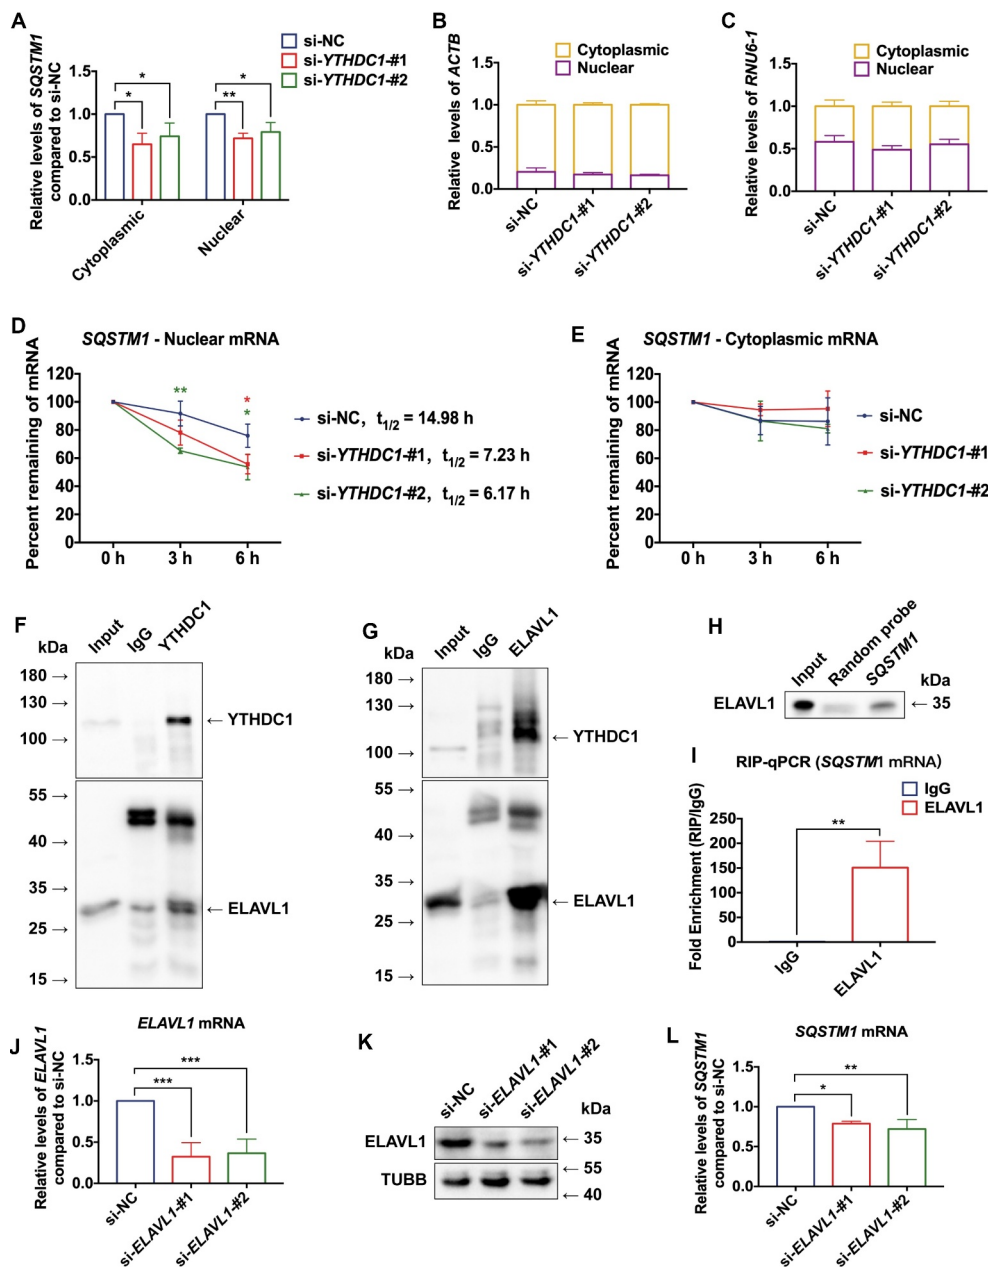 A
si-NC
si-YTHDC1-#1
si-YTHDC1-#2
Relative levels of SQSTM1
compared to si-NC
1.5
1.0
0.5
0.0
*
*
**
*
Cytoplasmic
Nuclear
B
Cytoplasmic
Nuclear
Relative levels of ACTB
1.5
1.0
0.5
0.0
si-NC
si-YTHDC1-#1
si-YTHDC1-#2
C
Cytoplasmic
Nuclear
Relative levels of RNU6-1
1.5
1.0
0.5
0.0
si-NC
si-YTHDC1-#1
si-YTHDC1-#2
D
SQSTM1 - Nuclear mRNA
Percent remaining of mRNA
120
100
80
60
40
20
0
0 h
3 h
6 h
**
*
*
si-NC, t1/2 = 14.98 h
si-YTHDC1-#1, t1/2 = 7.23 h
si-YTHDC1-#2, t1/2 = 6.17 h
E
SQSTM1 - Cytoplasmic mRNA
Percent remaining of mRNA
120
100
80
60
40
20
0
0 h
3 h
6 h
si-NC
si-YTHDC1-#1
si-YTHDC1-#2
F
kDa
Input
IgG
YTHDC1
180 →
130 →
100 →
← YTHDC1
55 →
40 →
35 →
25 →
15 →
← ELAVL1
G
kDa
Input
IgG
ELAVL1
180 →
130 →
100 →
← YTHDC1
55 →
40 →
35 →
25 →
15 →
← ELAVL1
H
Input
Random probe
SQSTM1
kDa
ELAVL1
← 35
I
RIP-qPCR (SQSTM1 mRNA)
IgG
ELAVL1
Fold Enrichment (RIP/IgG)
250
200
150
100
50
0
**
IgG
ELAVL1
J
ELAVL1 mRNA
Relative levels of ELAVL1
compared to si-NC
1.5
1.0
0.5
0.0
***
***
si-NC
si-ELAVL1-#1
si-ELAVL1-#2
K
si-NC
si-ELAVL1-#1
si-ELAVL1-#2
kDa
ELAVL1
← 35
← 55
TUBB
← 40
L
SQSTM1 mRNA
Relative levels of SQSTM1
compared to si-NC
1.5
1.0
0.5
0.0
**
*
si-NC
si-ELAVL1-#1
si-ELAVL1-#2